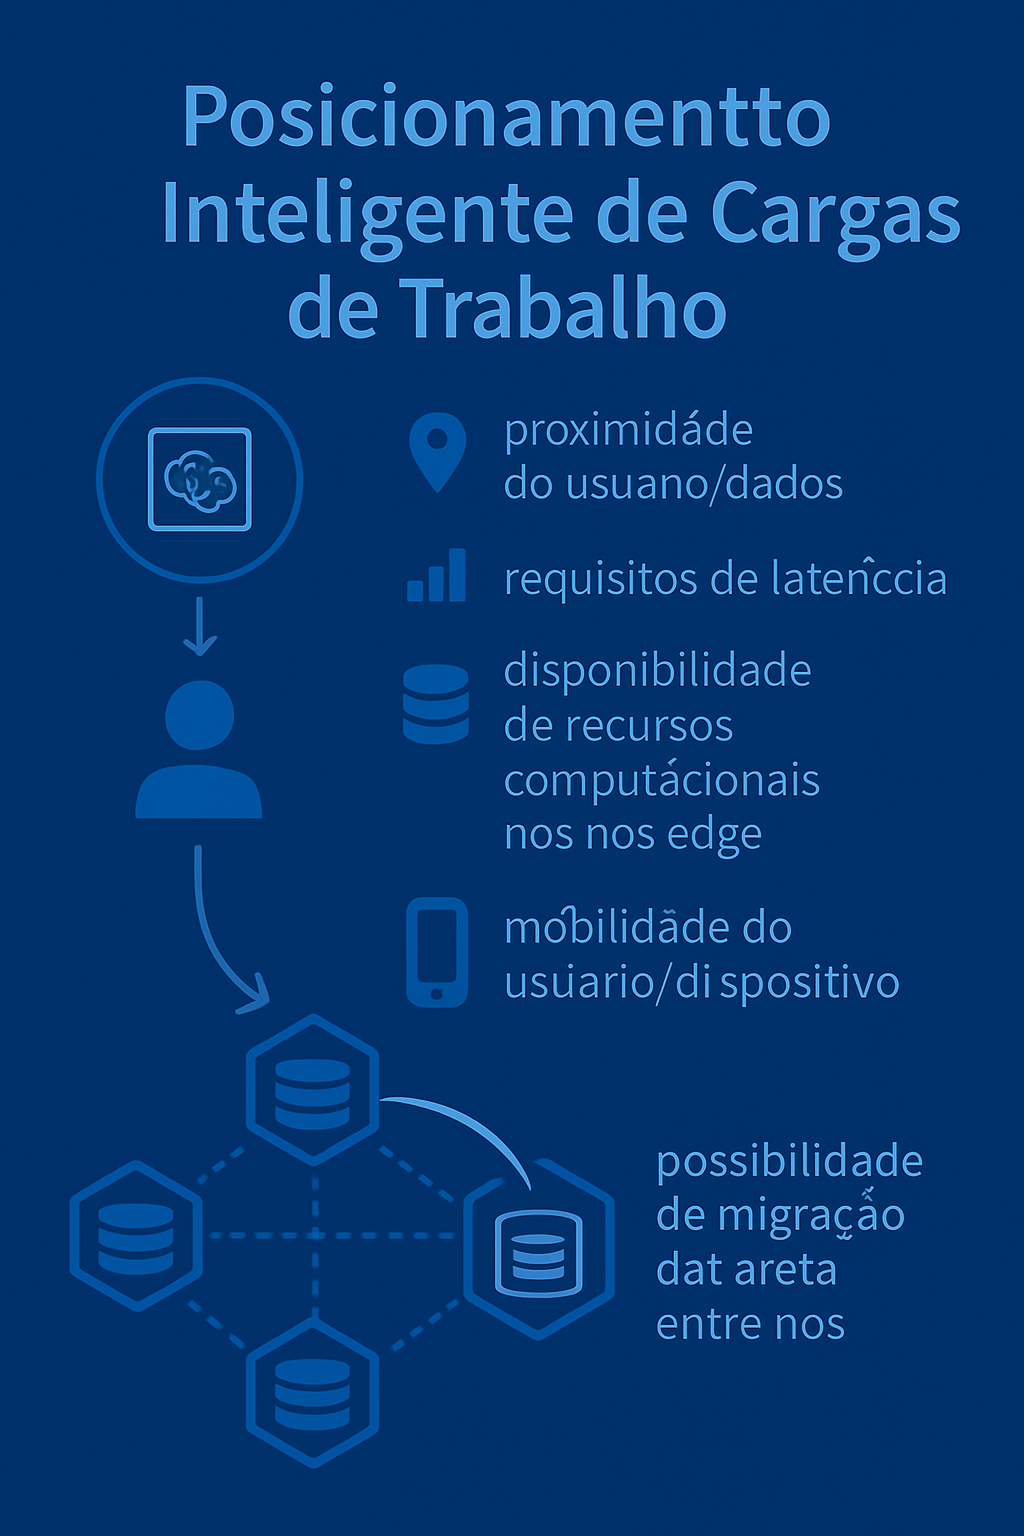 Posicionamentto
Inteligente de Cargas
de Trabalho
proximidáde
do usuano/dados
requisitos de latenĉcia
disponibilidade
de recursos
computácionais
nos nos edge
mobilidade do
usuario/di spositivo
possibilidade
de migração
dat areta
entre nos